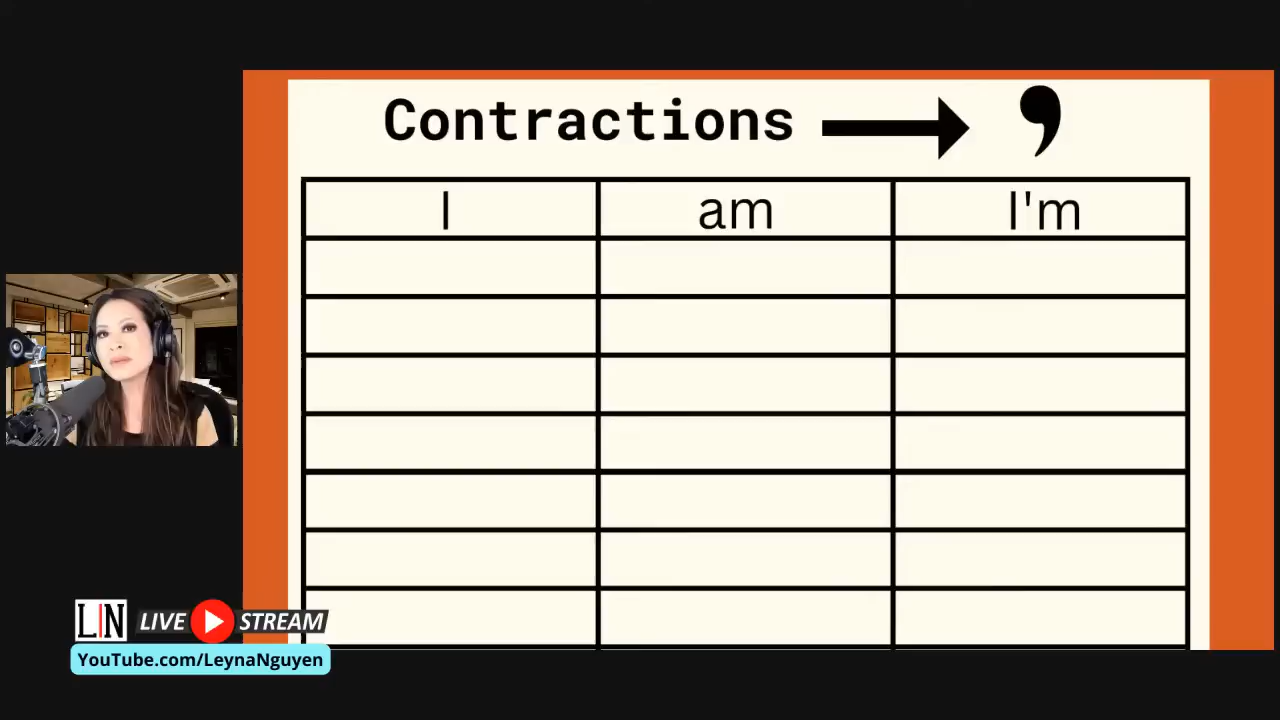 Contractions → ’
I am I'm
LIN LIVE STREAM
YouTube.com/LeynaNguyen